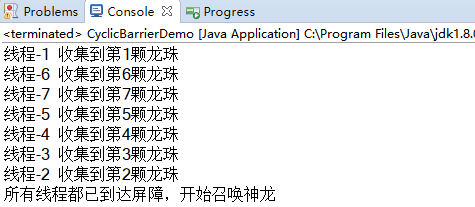 Problems Console Progress
<terminated> CyclicBarrierDemo [Java Application] C:\Program Files\Java\jdk1.8.0
线程-1 收集到第1颗龙珠
线程-6 收集到第6颗龙珠
线程-7 收集到第7颗龙珠
线程-5 收集到第5颗龙珠
线程-4 收集到第4颗龙珠
线程-3 收集到第3颗龙珠
线程-2 收集到第2颗龙珠
所有线程都已到达屏障，开始召唤神龙